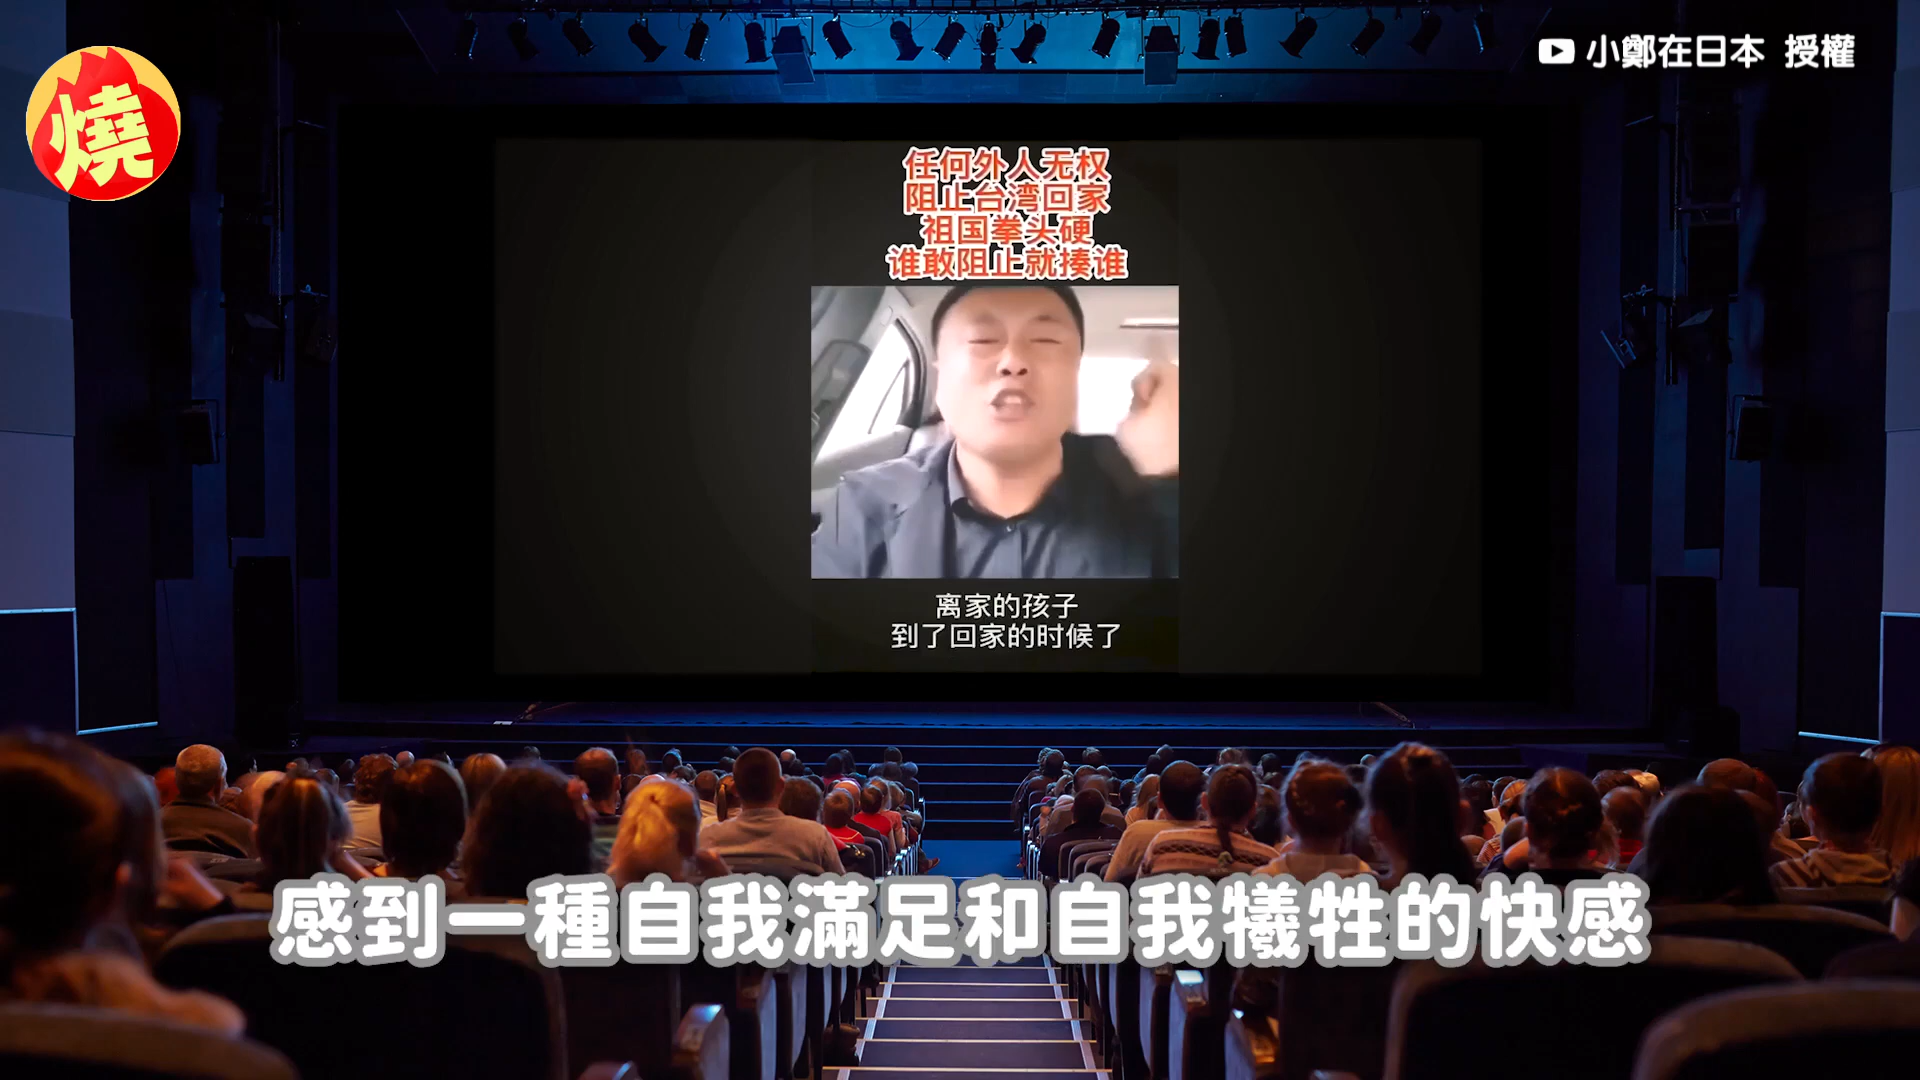 燒
小鄭在日本 授權
任何外人无权
阻止台湾回家
祖国拳头硬
谁敢阻止就揍谁
离家的孩子
到了回家的时候了
感到一種自我滿足和自我犧牲的快感